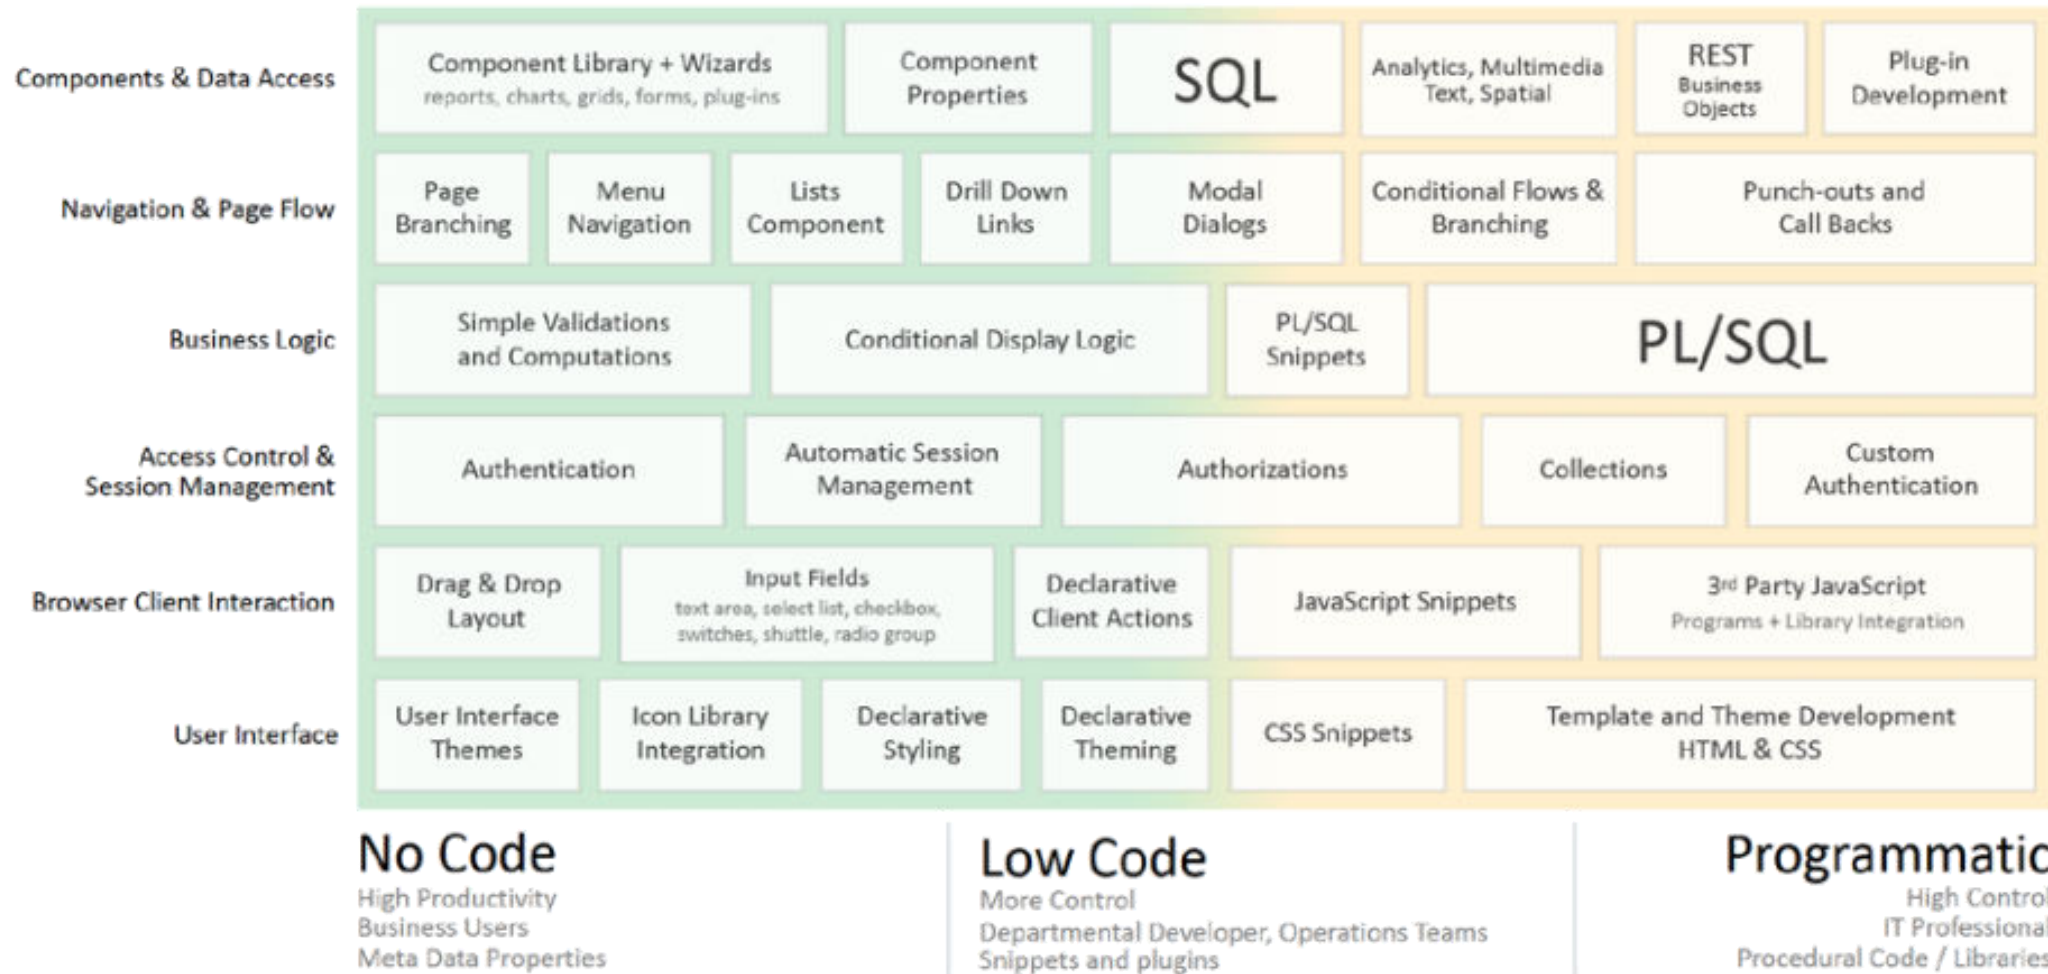 Components & Data Access
Component Library + Wizards
reports, charts, grids, forms, plug-ins
Component
Properties
SQL
Analytics, Multimedia
Text, Spatial
REST
Business
Objects
Plug-in
Development
Navigation & Page Flow
Page
Branching
Menu
Navigation
Lists
Component
Drill Down
Links
Modal
Dialogs
Conditional Flows &
Branching
Punch-outs and
Call Backs
Business Logic
Simple Validations
and Computations
Conditional Display Logic
PL/SQL
Snippets
PL/SQL
Access Control &
Session Management
Authentication
Automatic Session
Management
Authorizations
Collections
Custom
Authentication
Browser Client Interaction
Drag & Drop
Layout
Input Fields
text area, select list, checkbox,
switches, shuttle, radio group
Declarative
Client Actions
JavaScript Snippets
3rd Party JavaScript
Programs + Library Integration
User Interface
User Interface
Themes
Icon Library
Integration
Declarative
Styling
Declarative
Theming
CSS Snippets
Template and Theme Development
HTML & CSS
No Code
High Productivity
Business Users
Meta Data Properties
Low Code
More Control
Departmental Developer, Operations Teams
Snippets and plugins
Programmatic
High Control
IT Professional
Procedural Code / Libraries